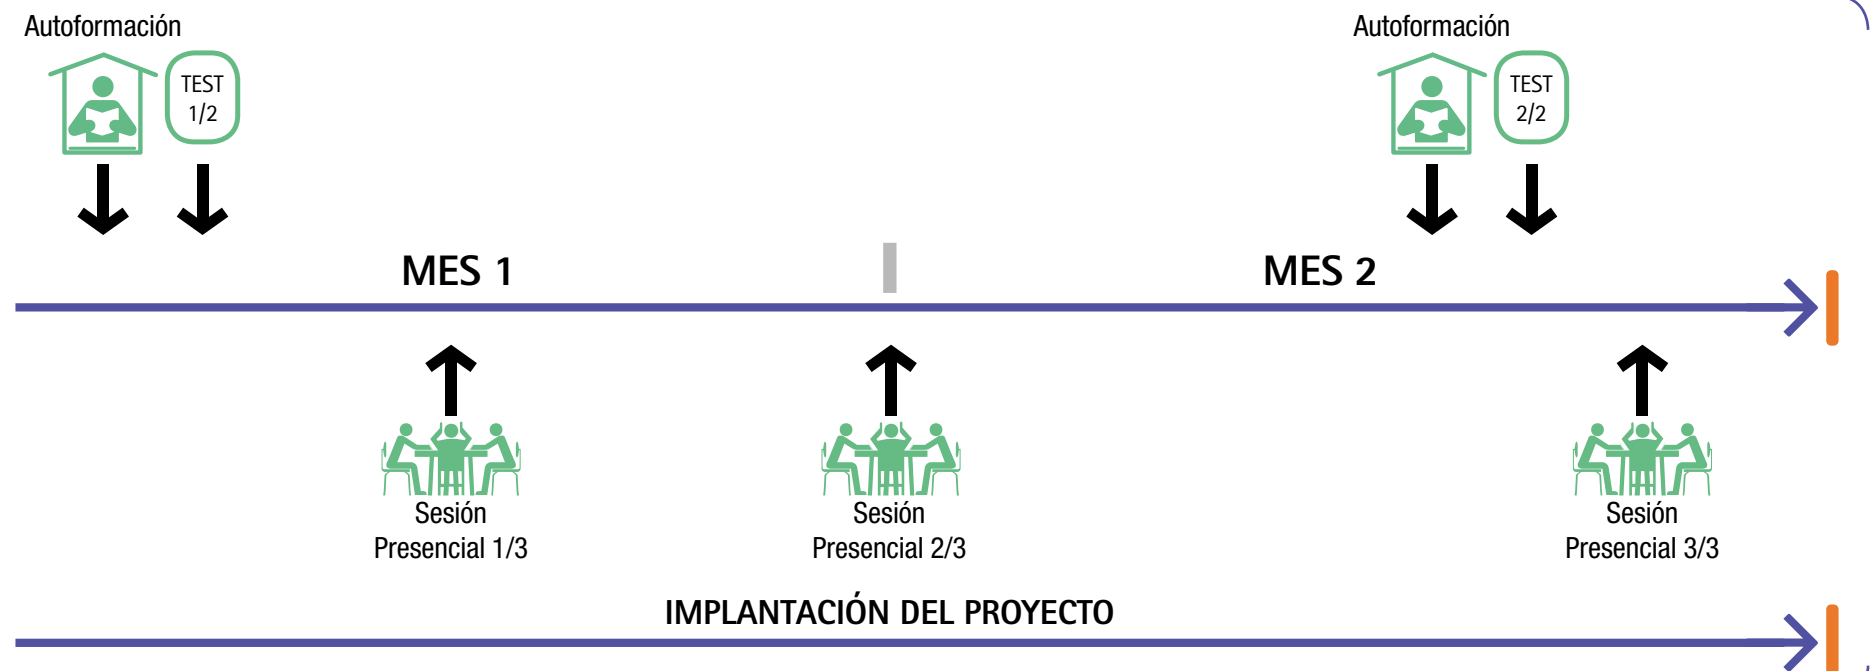 Autoformación
TEST
1/2
Autoformación
TEST
2/2
MES 1
MES 2
Sesión
Presencial 1/3
Sesión
Presencial 2/3
Sesión
Presencial 3/3
IMPLANTACIÓN DEL PROYECTO